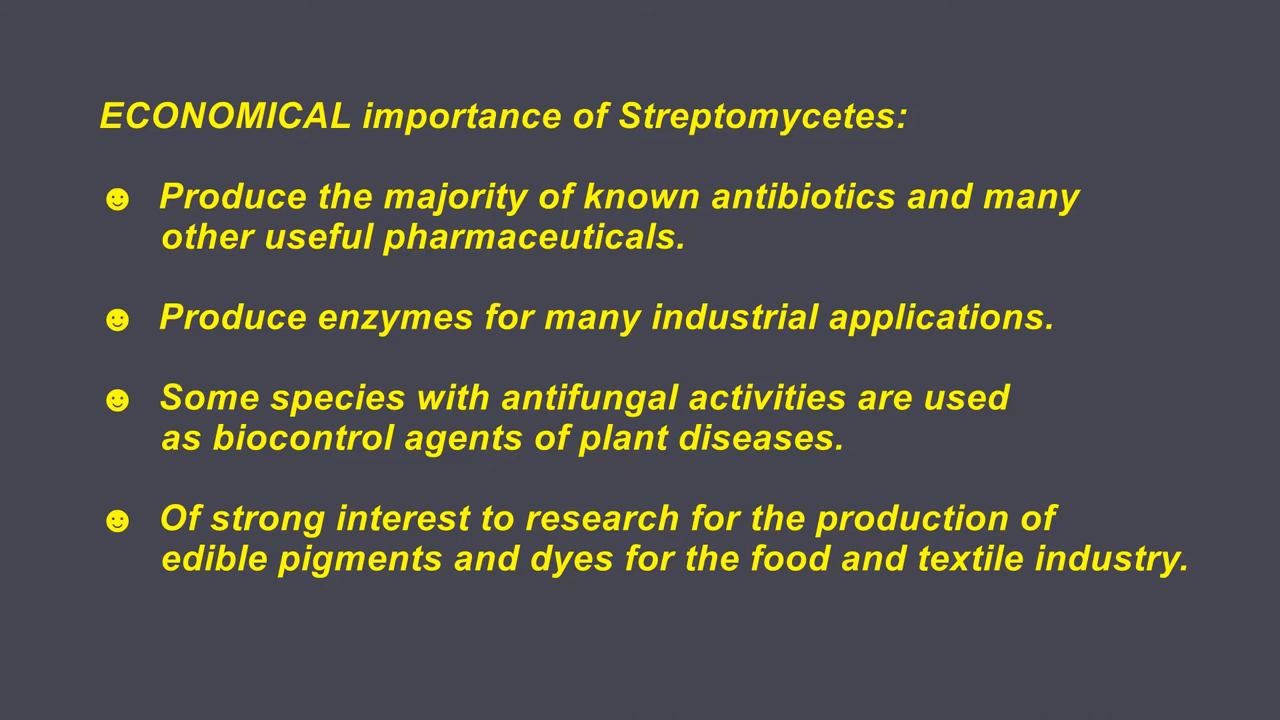 ECONOMICAL importance of Streptomycetes:
☻ Produce the majority of known antibiotics and many
other useful pharmaceuticals.
☻ Produce enzymes for many industrial applications.
☻ Some species with antifungal activities are used
as biocontrol agents of plant diseases.
☻ Of strong interest to research for the production of
edible pigments and dyes for the food and textile industry.